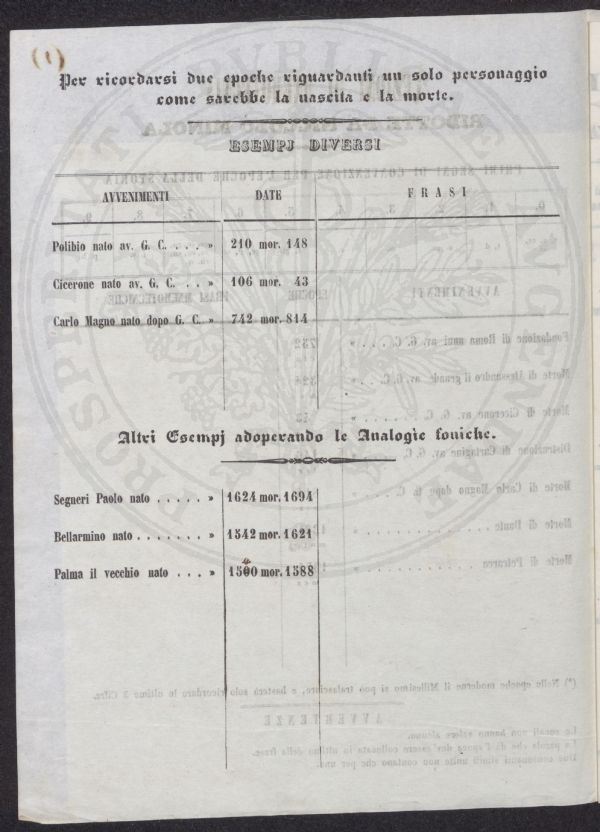 (1)
Per ricordarsi due epoche riguardanti un solo personaggio
come sarebbe la nascita e la morte.
ESEMPJ DIVERSI
AVVENIMENTI DATE FRASI
Polibio nato av. G. C. . . . » 210 mor. 148
Cicerone nato av. G. C. . . » 106 mor. 43
Carlo Magno nato dopo G. C. » 742 mor. 814
Altri Esempj adoperando le Analogie foniche.
Segneri Paolo nato . . . . . » 1624 mor. 1694
Bellarmino nato . . . . . . . » 1542 mor. 1621
Palma il vecchio nato . . . » 1500 mor. 1588